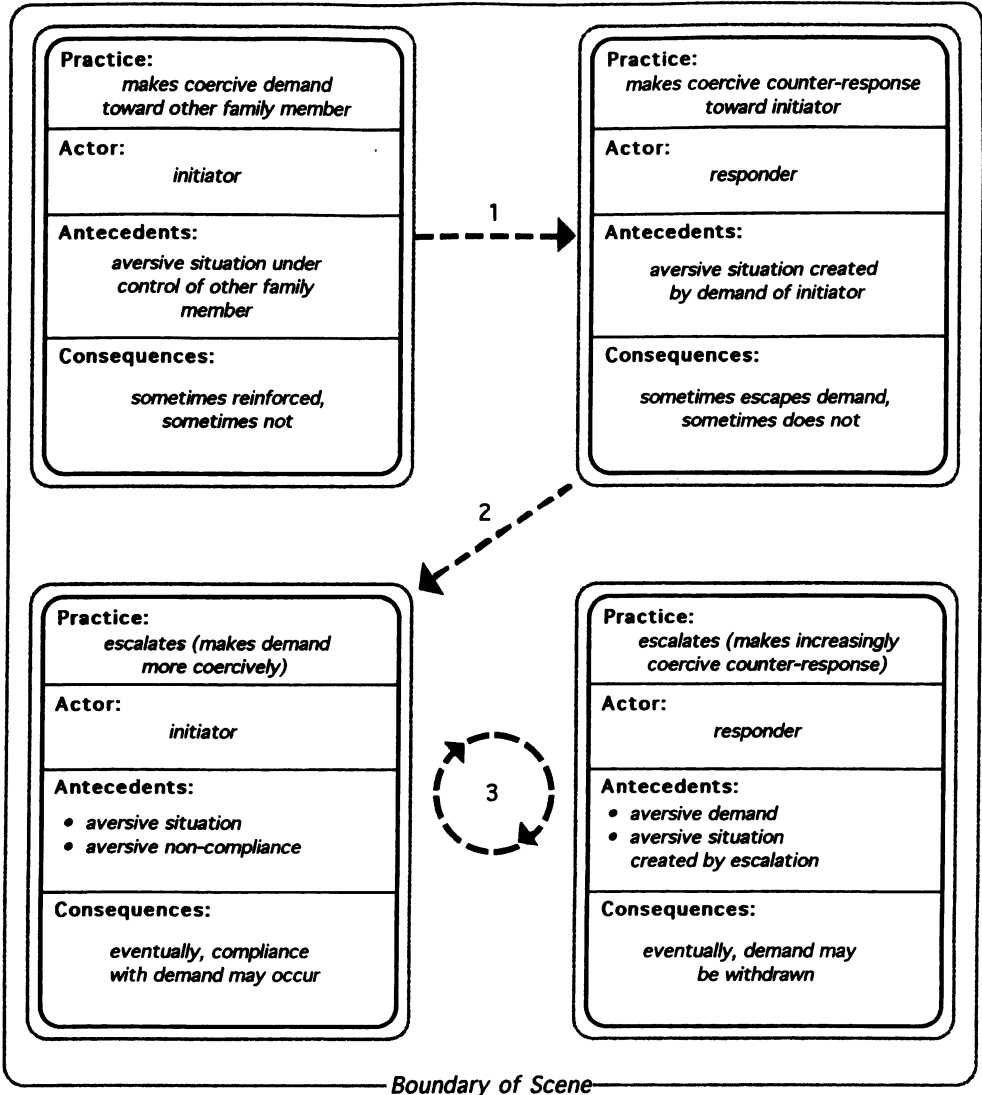 Practice:
makes coercive demand
toward other family member
Actor:
initiator
Antecedents:
aversive situation under
control of other family
member
Consequences:
sometimes reinforced,
sometimes not
1
Practice:
makes coercive counter-response
toward initiator
Actor:
responder
Antecedents:
aversive situation created
by demand of initiator
Consequences:
sometimes escapes demand,
sometimes does not
2
Practice:
escalates (makes demand
more coercively)
Actor:
initiator
Antecedents:
• aversive situation
• aversive non-compliance
Consequences:
eventually, compliance
with demand may occur
3
Practice:
escalates (makes increasingly
coercive counter-response)
Actor:
responder
Antecedents:
• aversive demand
• aversive situation
created by escalation
Consequences:
eventually, demand may
be withdrawn
Boundary of Scene